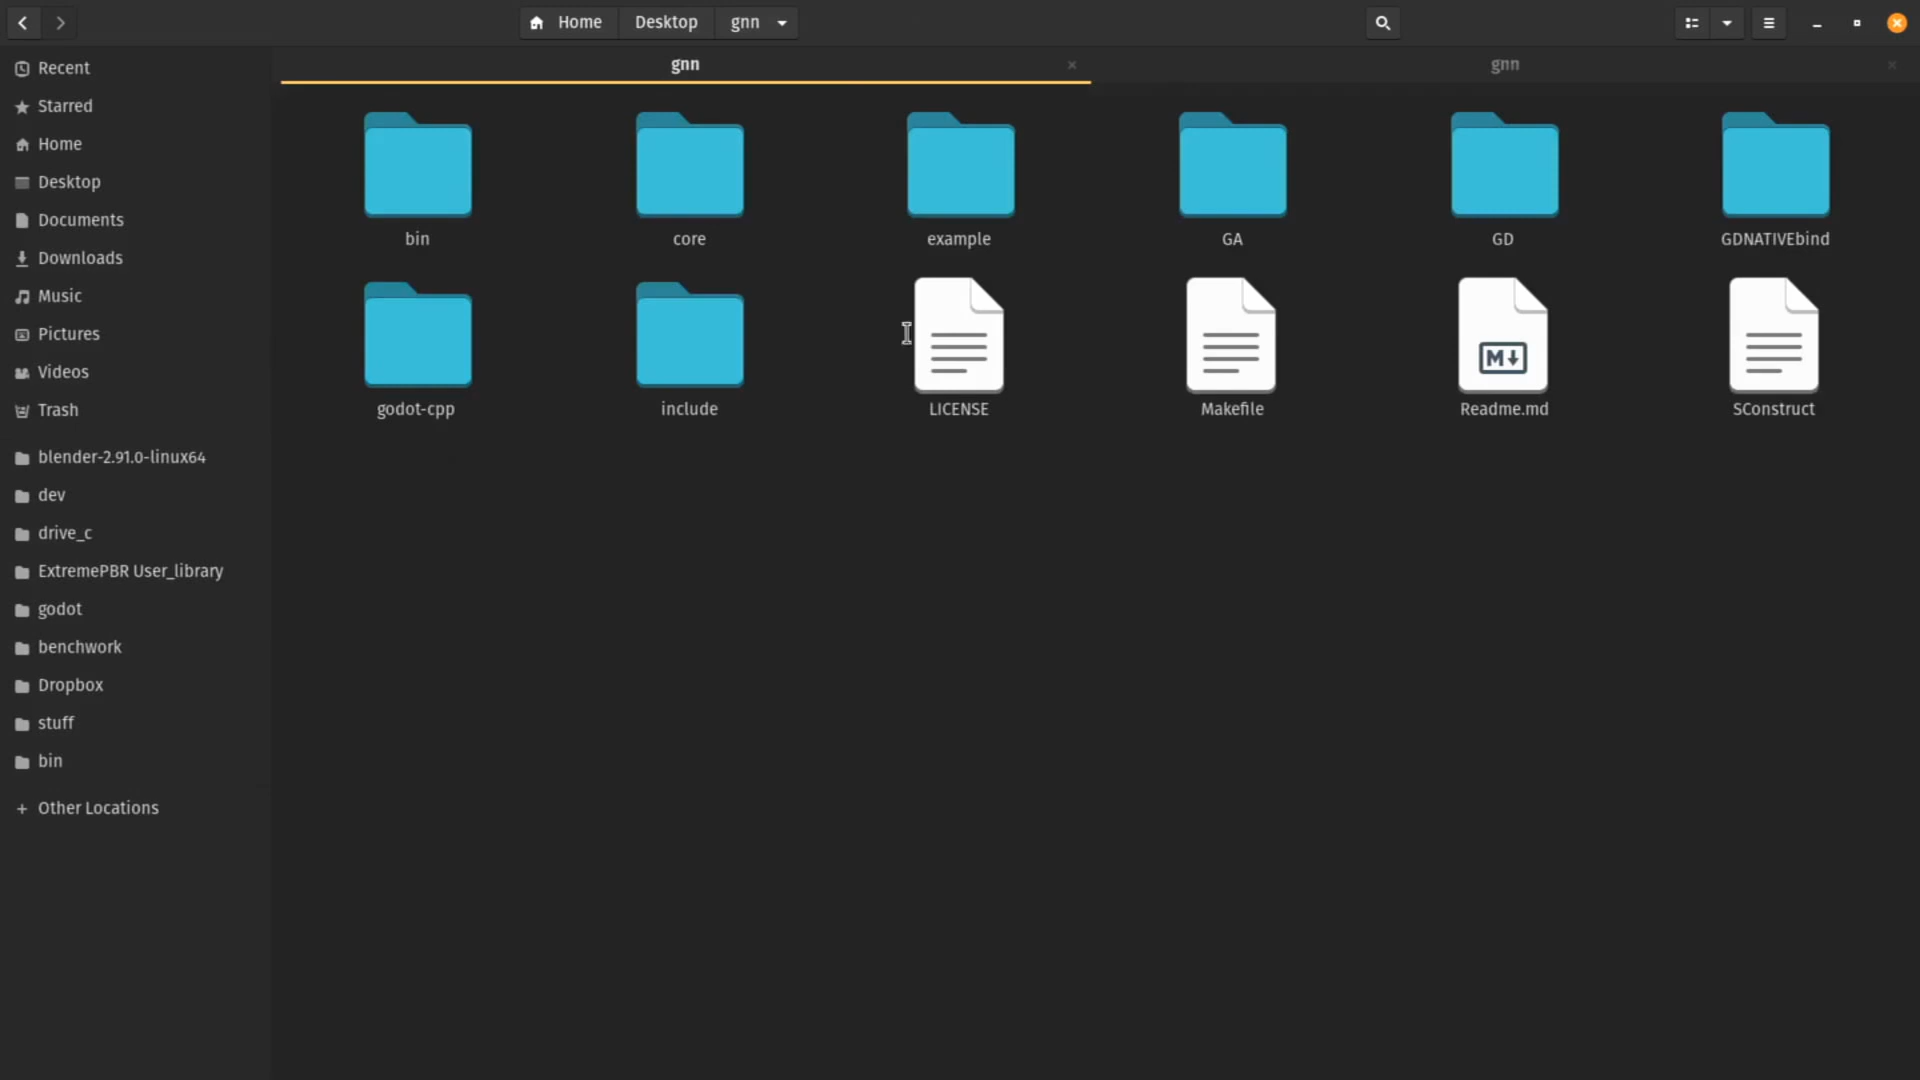 Home Desktop gnn
Recent
Starred
Home
Desktop
Documents
Downloads
Music
Pictures
Videos
Trash
blender-2.91.0-linux64
dev
drive_c
ExtremePBR User_library
godot
benchwork
Dropbox
stuff
bin
Other Locations
gnn gnn
bin core example GA GD GDNATIVEbind
godot-cpp include LICENSE Makefile Readme.md SConstruct
M